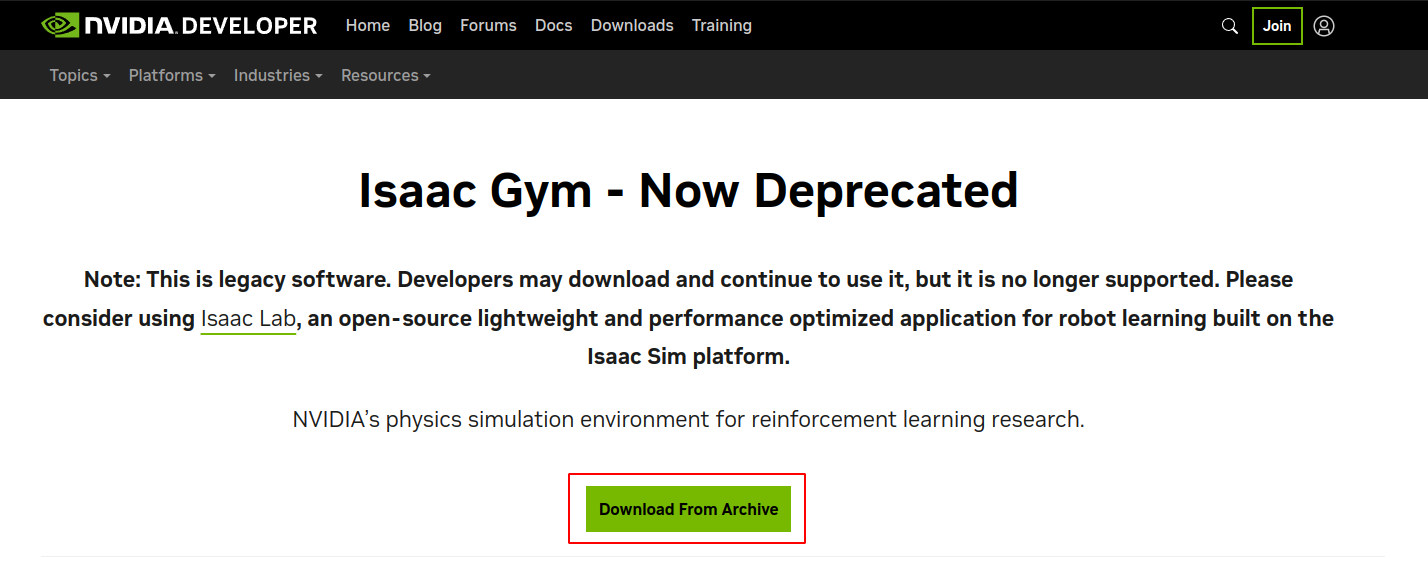 NVIDIA. DEVELOPER Home Blog Forums Docs Downloads Training Join
Topics Platforms Industries Resources
Isaac Gym - Now Deprecated
Note: This is legacy software. Developers may download and continue to use it, but it is no longer supported. Please
consider using Isaac Lab, an open-source lightweight and performance optimized application for robot learning built on the
Isaac Sim platform.
NVIDIA’s physics simulation environment for reinforcement learning research.
Download From Archive